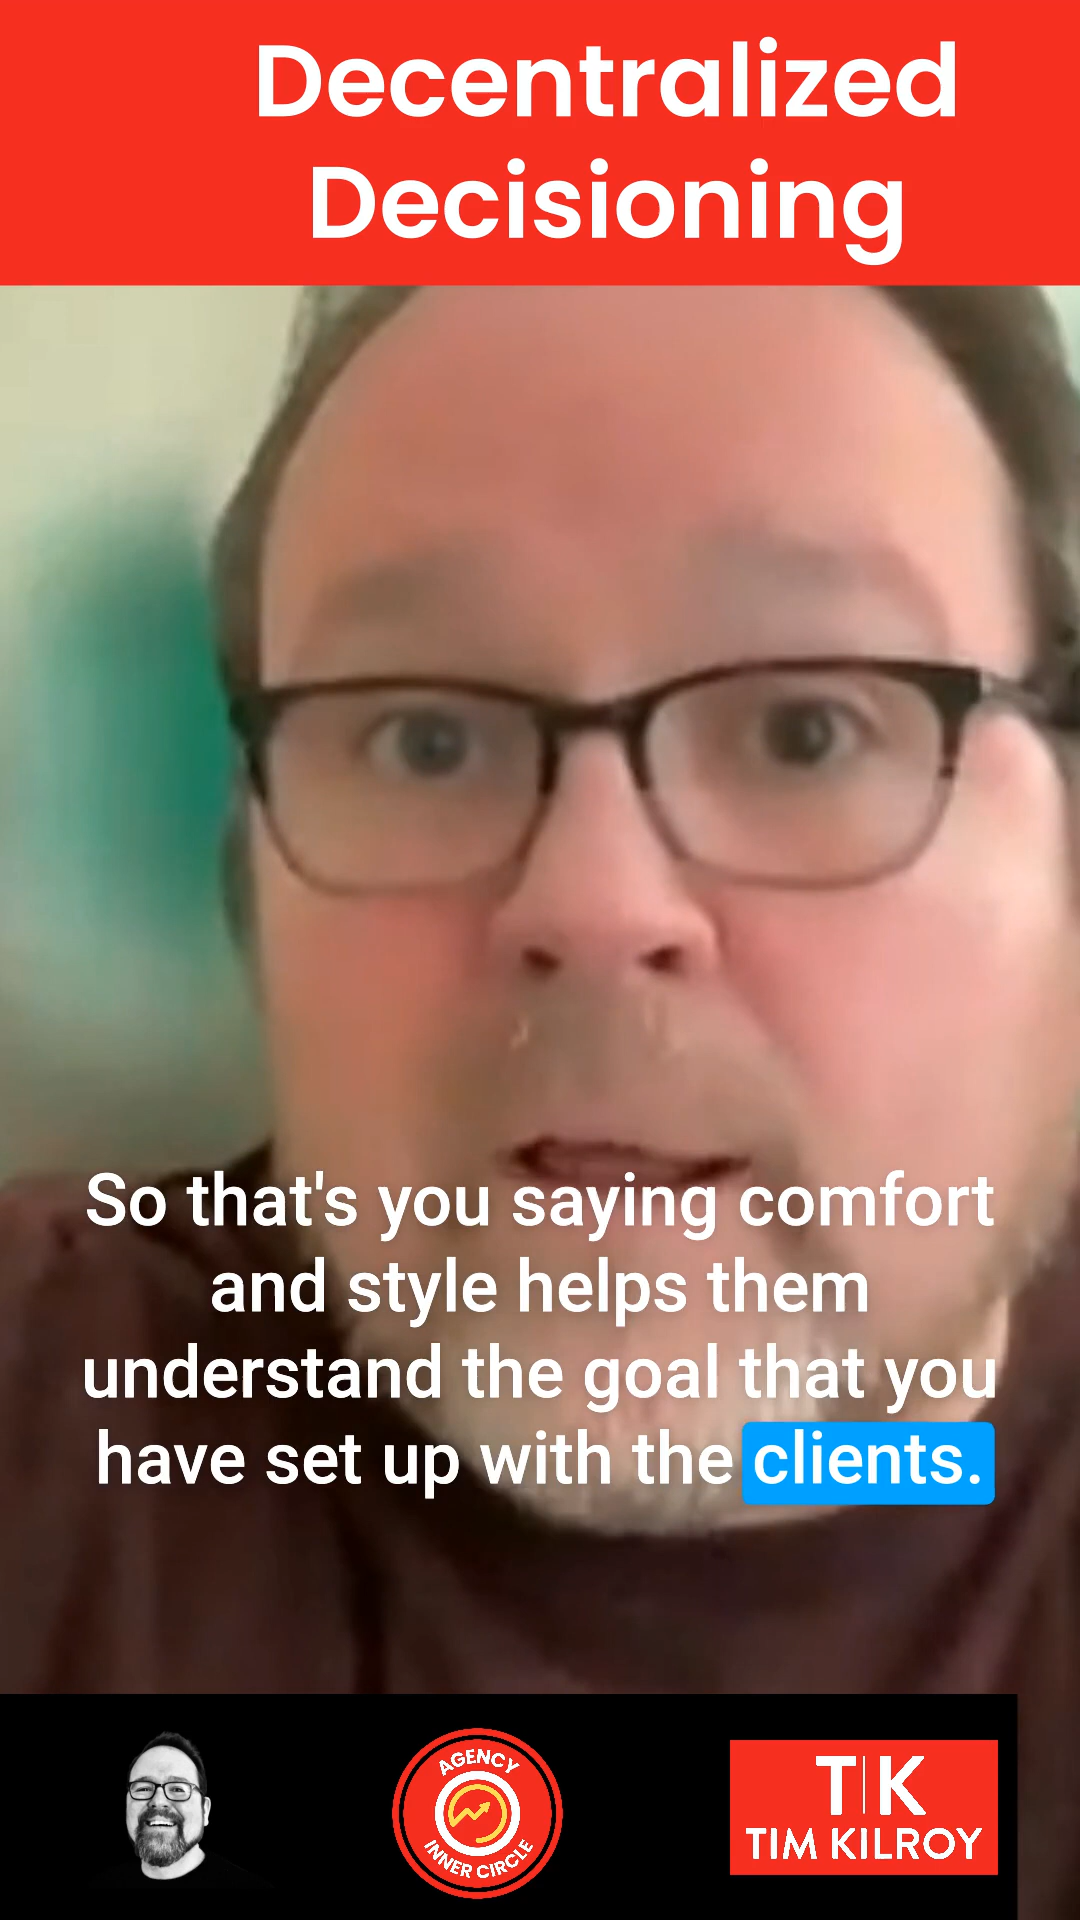 Decentralized
Decisioning
So that's you saying comfort
and style helps them
understand the goal that you
have set up with the clients.
AGENCY
INNER CIRCLE
T|K
TIM KILROY